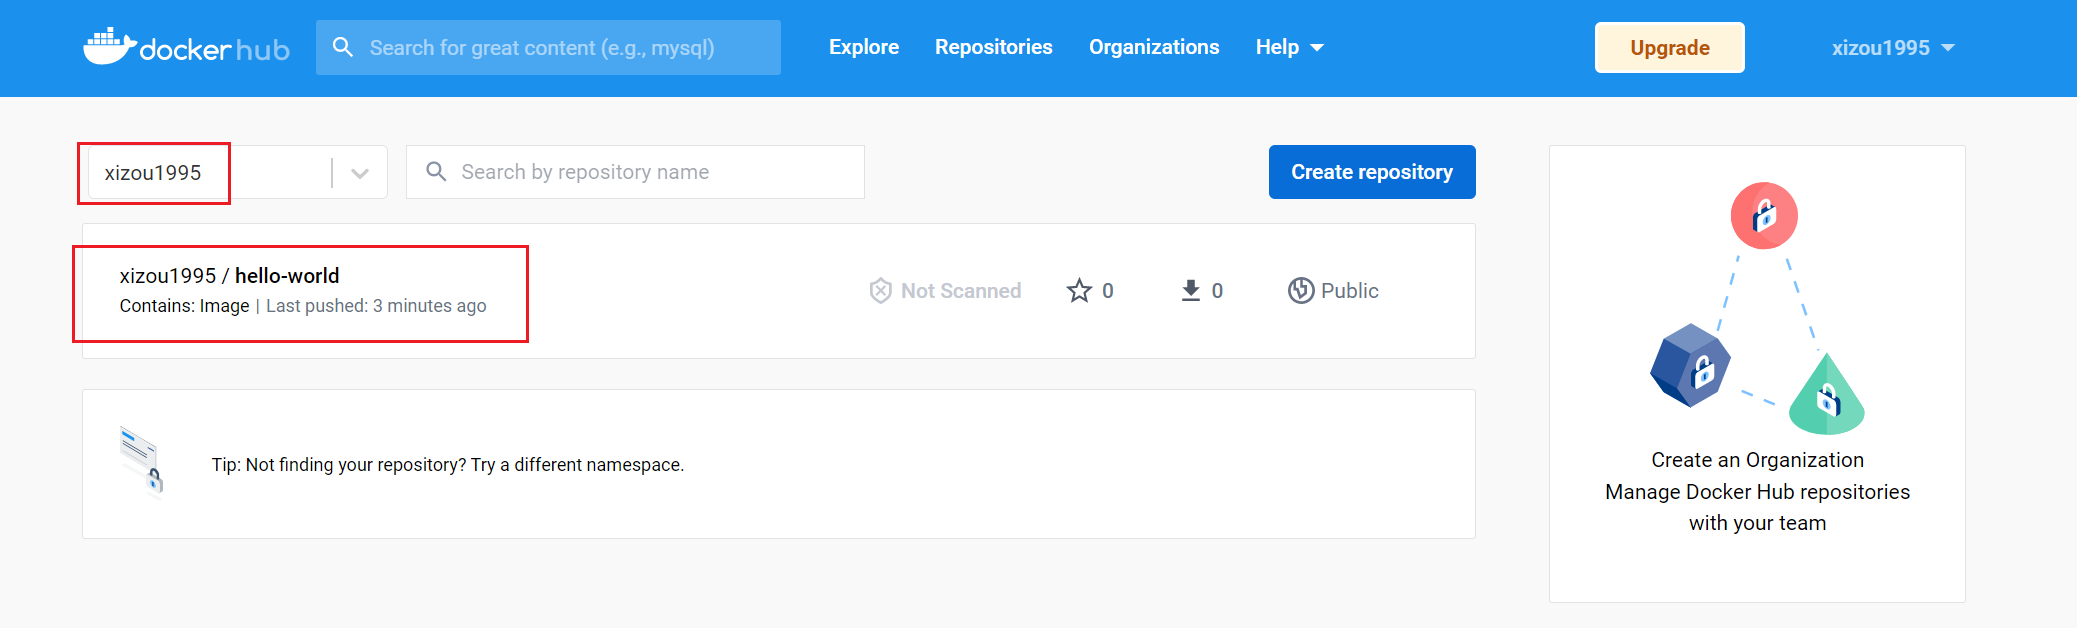 docker hub
Search for great content (e.g., mysql)
Explore
Repositories
Organizations
Help
Upgrade
xizou1995
xizou1995
Search by repository name
Create repository
xizou1995 / hello-world
Contains: Image | Last pushed: 3 minutes ago
Not Scanned
0
0
Public
Tip: Not finding your repository? Try a different namespace.
Create an Organization
Manage Docker Hub repositories
with your team